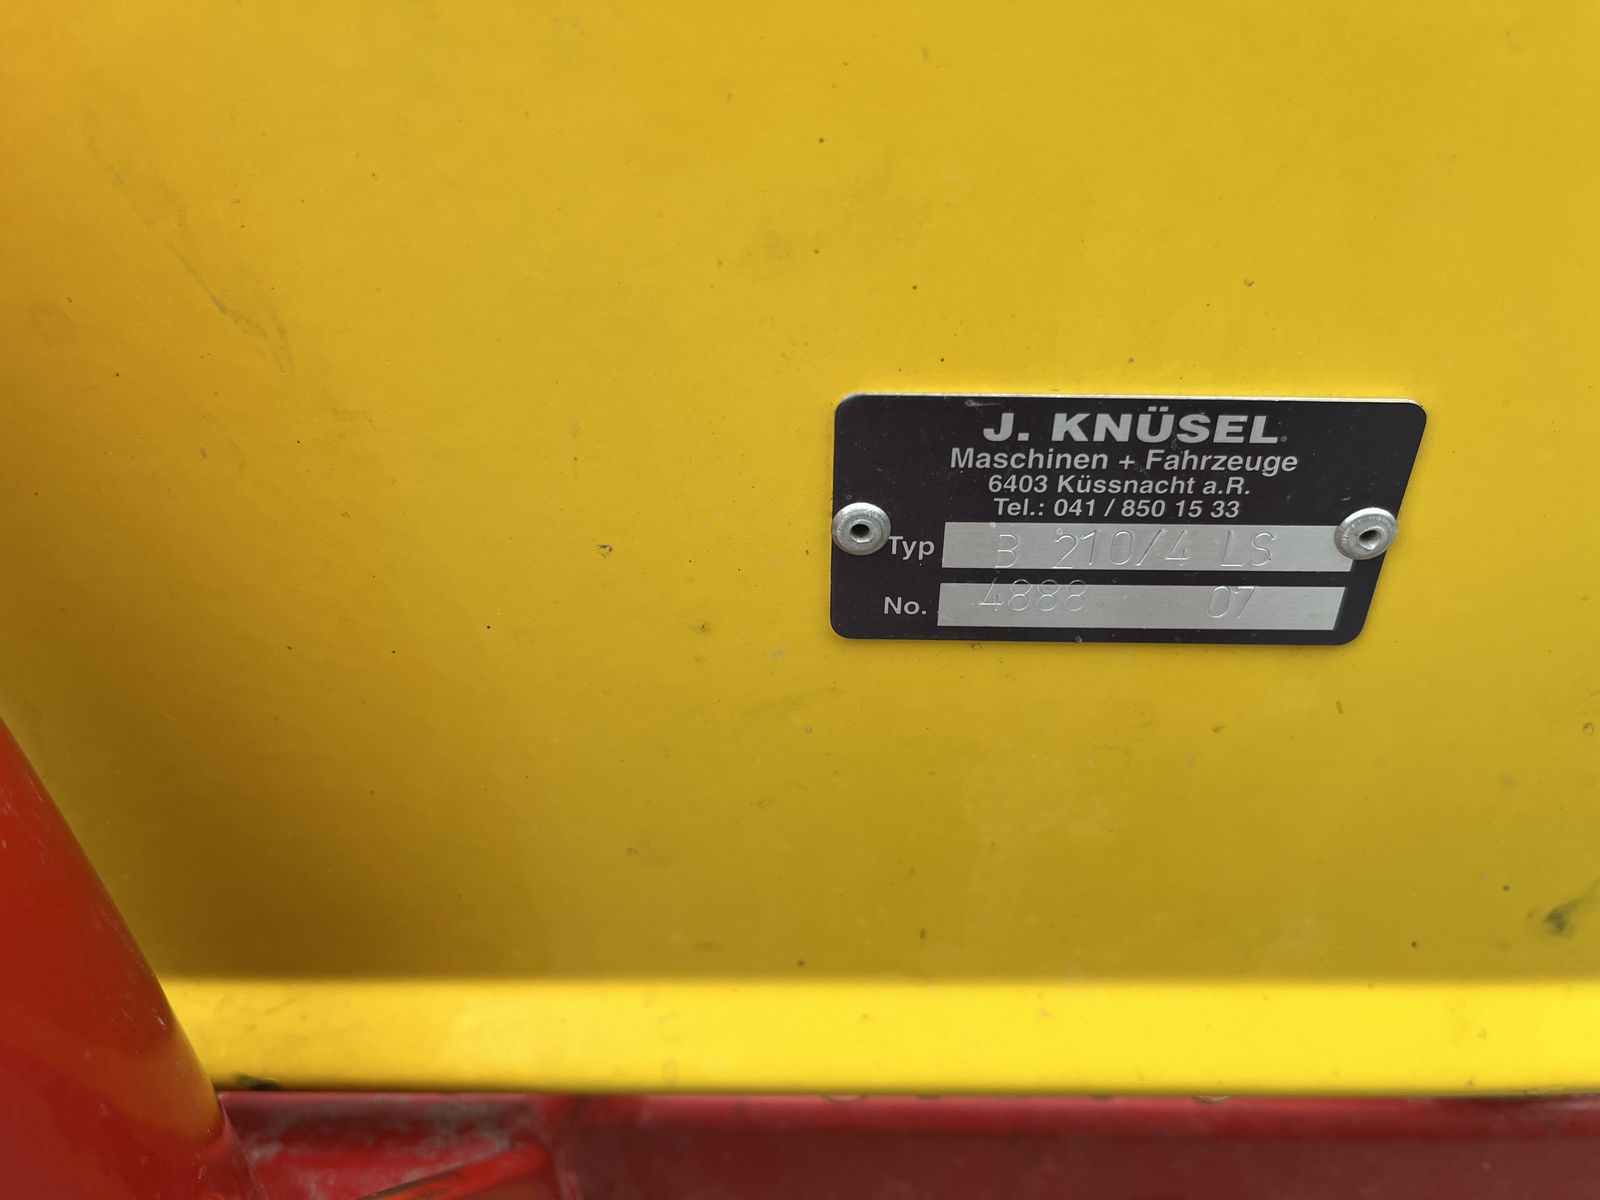 J. KNÜSEL
Maschinen + Fahrzeuge
6403 Küssnacht a.R.
Tel.: 041 / 850 15 33
Typ B 210/4 LS
No. 4888 07